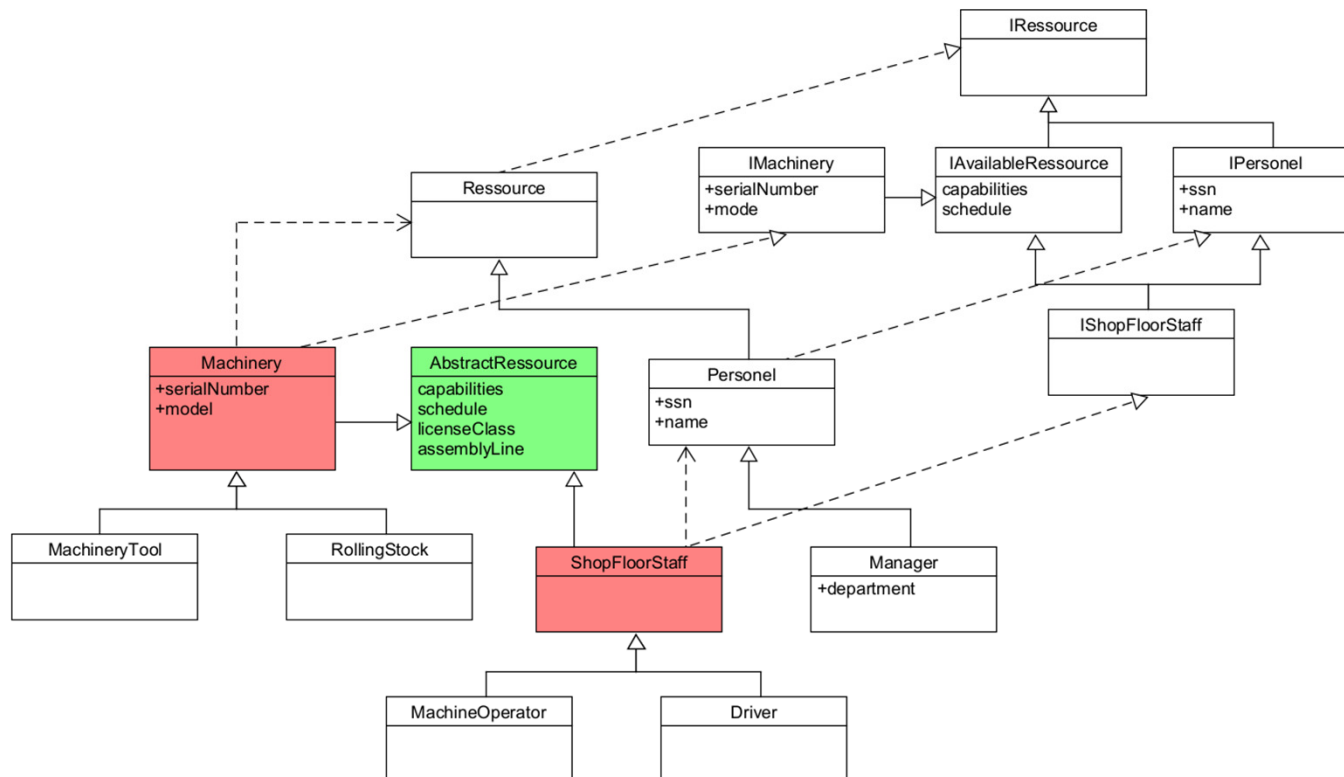 IRessource
IMachinery
+serialNumber
+mode
IAvailableRessource
capabilities
schedule
IPersonel
+ssn
+name
Ressource
IShopFloorStaff
Machinery
+serialNumber
+model
AbstractRessource
capabilities
schedule
licenseClass
assemblyLine
Personel
+ssn
+name
MachineryTool
RollingStock
ShopFloorStaff
Manager
+department
MachineOperator
Driver